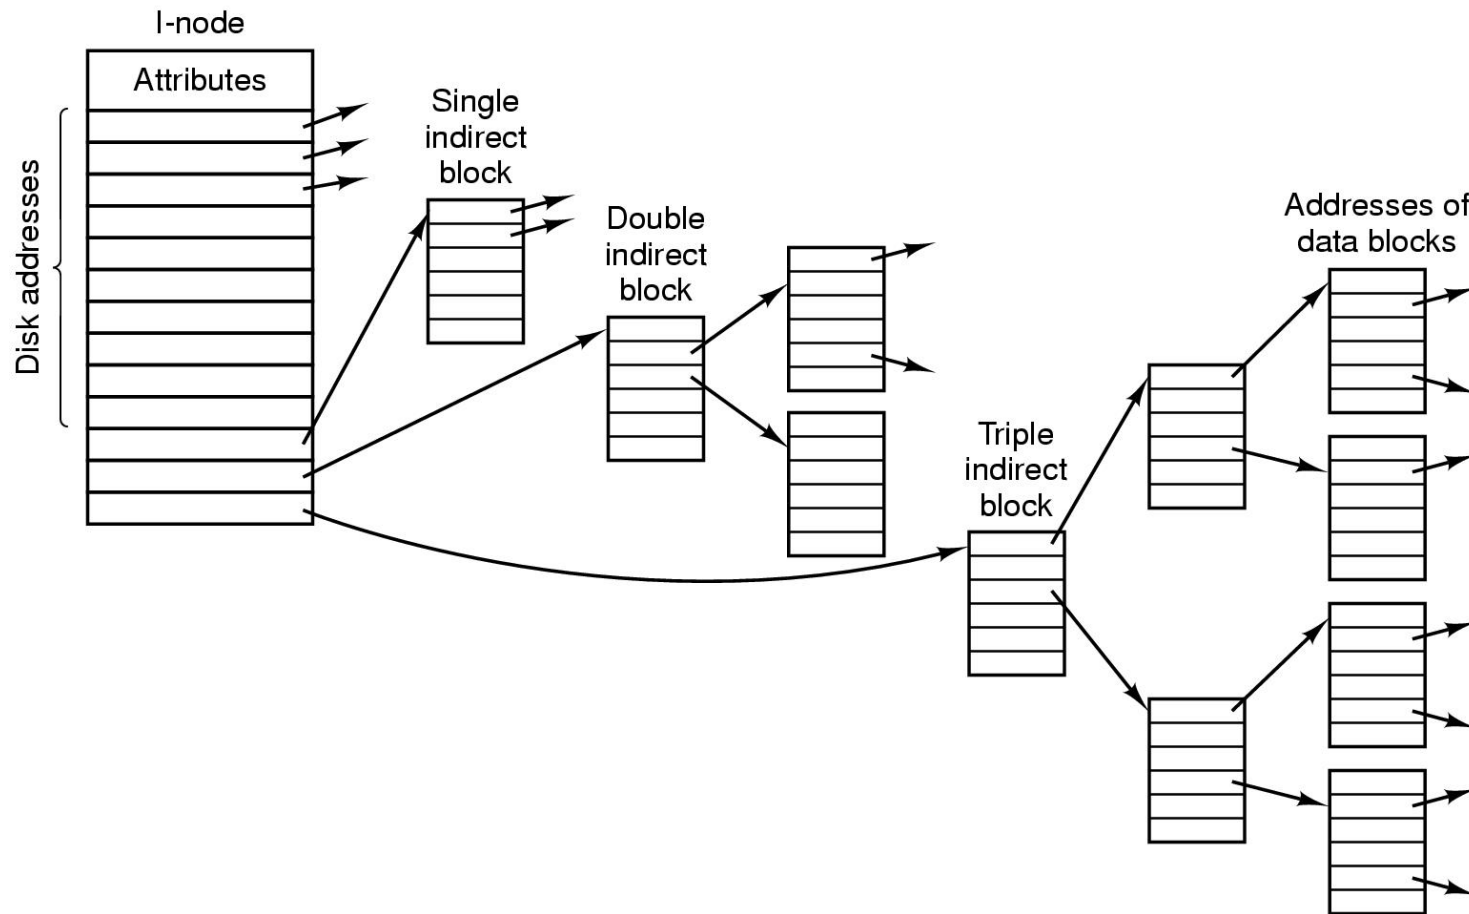 I-node
Attributes
Disk addresses
Single
indirect
block
Double
indirect
block
Triple
indirect
block
Addresses of
data blocks